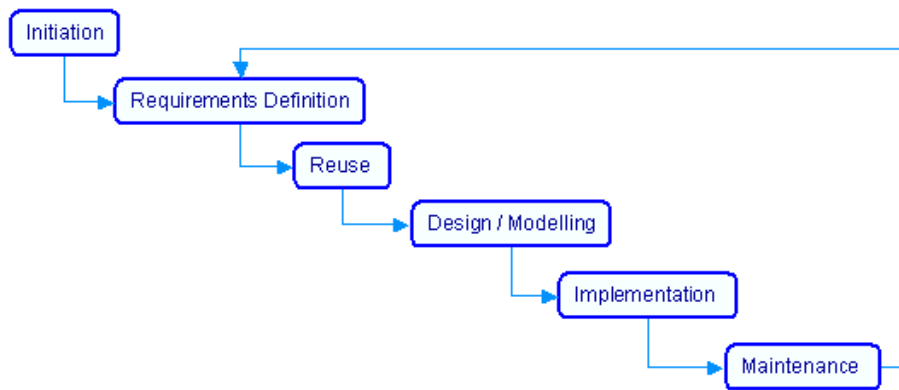 Initiation
Requirements Definition
Reuse
Design / Modelling
Implementation
Maintenance